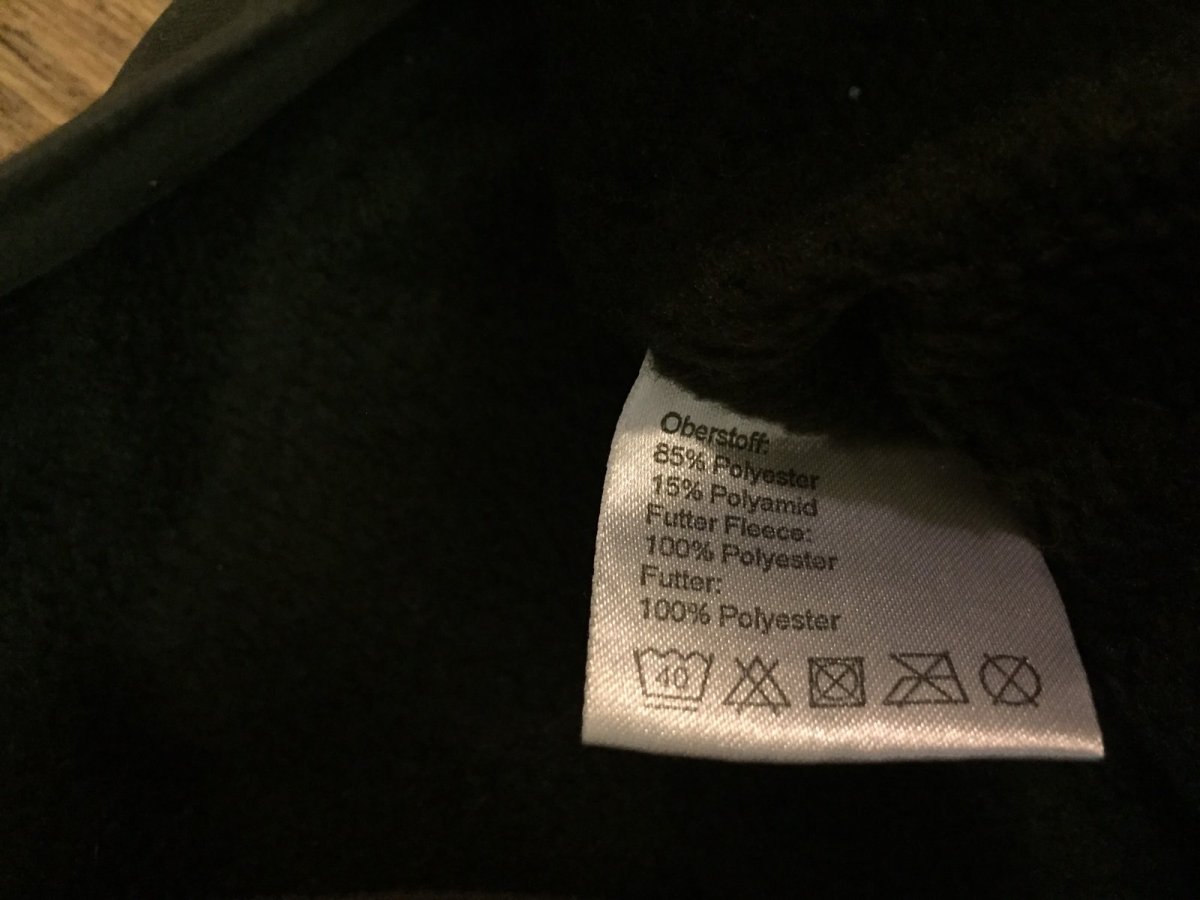 Oberstoff:
85% Polyester
15% Polyamid
Futter Fleece:
100% Polyester
Futter:
100% Polyester
40